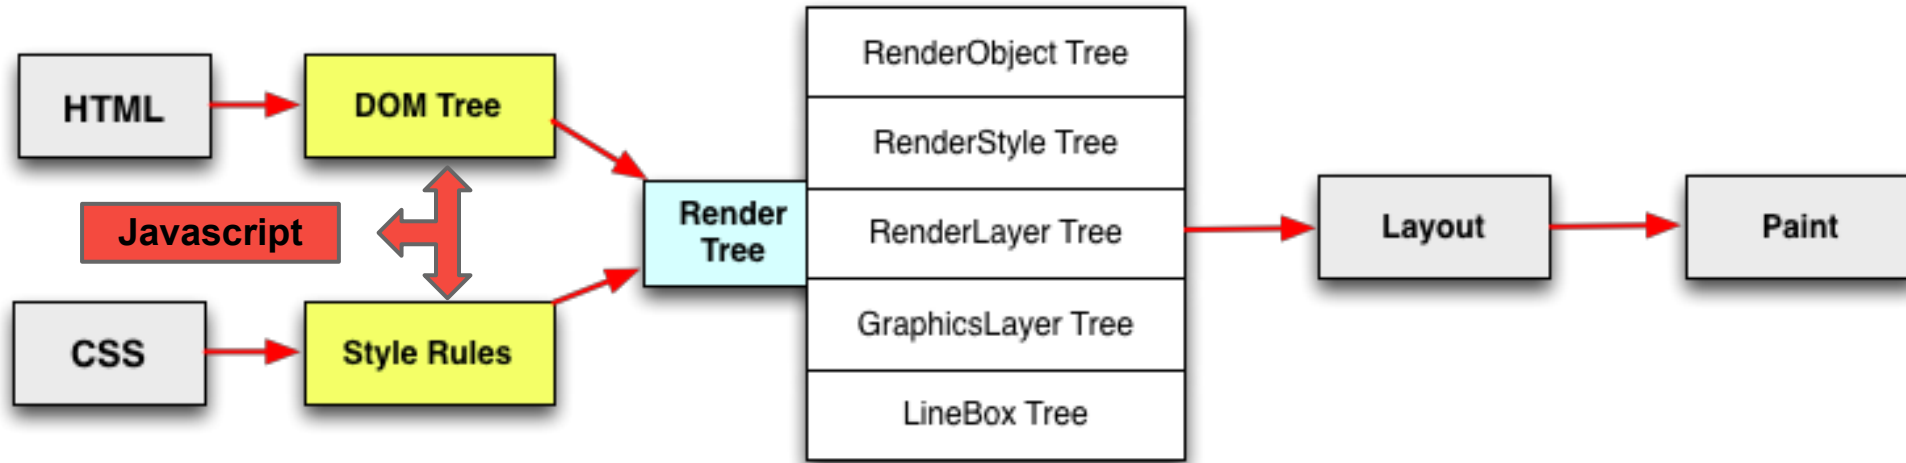 HTML
DOM Tree
Javascript
CSS
Style Rules
Render
Tree
RenderObject Tree
RenderStyle Tree
RenderLayer Tree
GraphicsLayer Tree
LineBox Tree
Layout
Paint